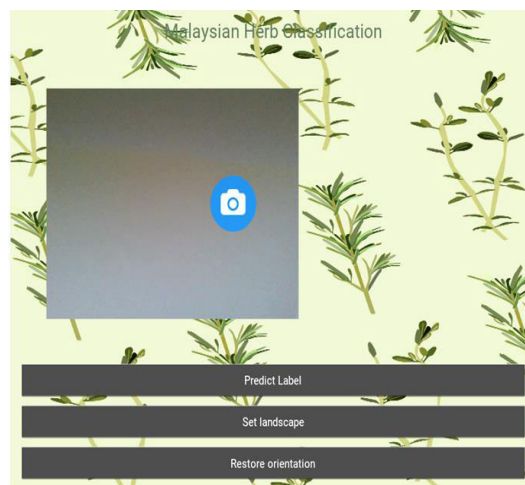 Malaysian Herb Classification
Predict Label
Set landscape
Restore orientation